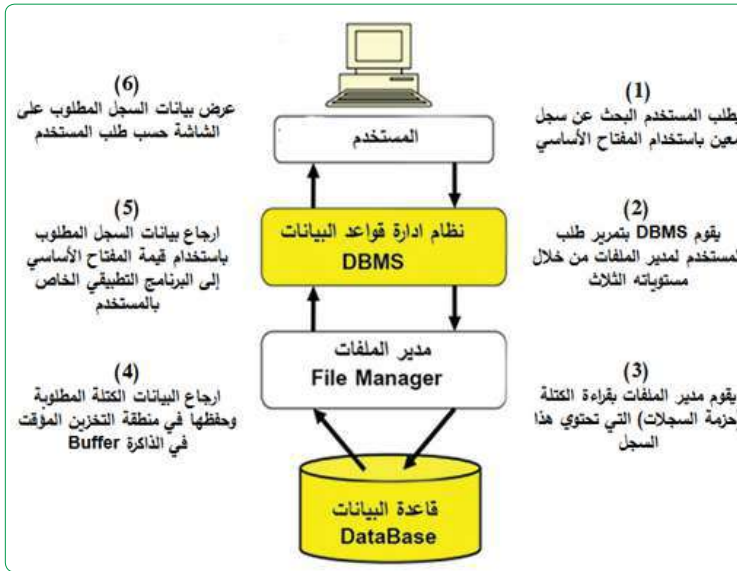 (6)
عرض بيانات السجل المطلوب على
الشاشة حسب طلب المستخدم
(1)
يطلب المستخدم البحث عن سجل
معين باستخدام المفتاح الأساسي
المستخدم
(5)
ارجاع بيانات السجل المطلوب
باستخدام قيمة المفتاح الأساسي
إلى البرنامج التطبيقي الخاص
بالمستخدم
نظام ادارة قواعد البيانات
DBMS
(2)
يقوم DBMS بتمرير طلب
المستخدم لمدير الملفات من خلال
مستوياته الثلاث
(4)
ارجاع البيانات الكتلة المطلوبة
وحفظها في منطقة التخزين المؤقت
في الذاكرة Buffer
مدير الملفات
File Manager
(3)
يقوم مدير الملفات بقراءة الكتلة
(حزمة السجلات) التي تحتوي هذا
السجل
قاعدة البيانات
DataBase